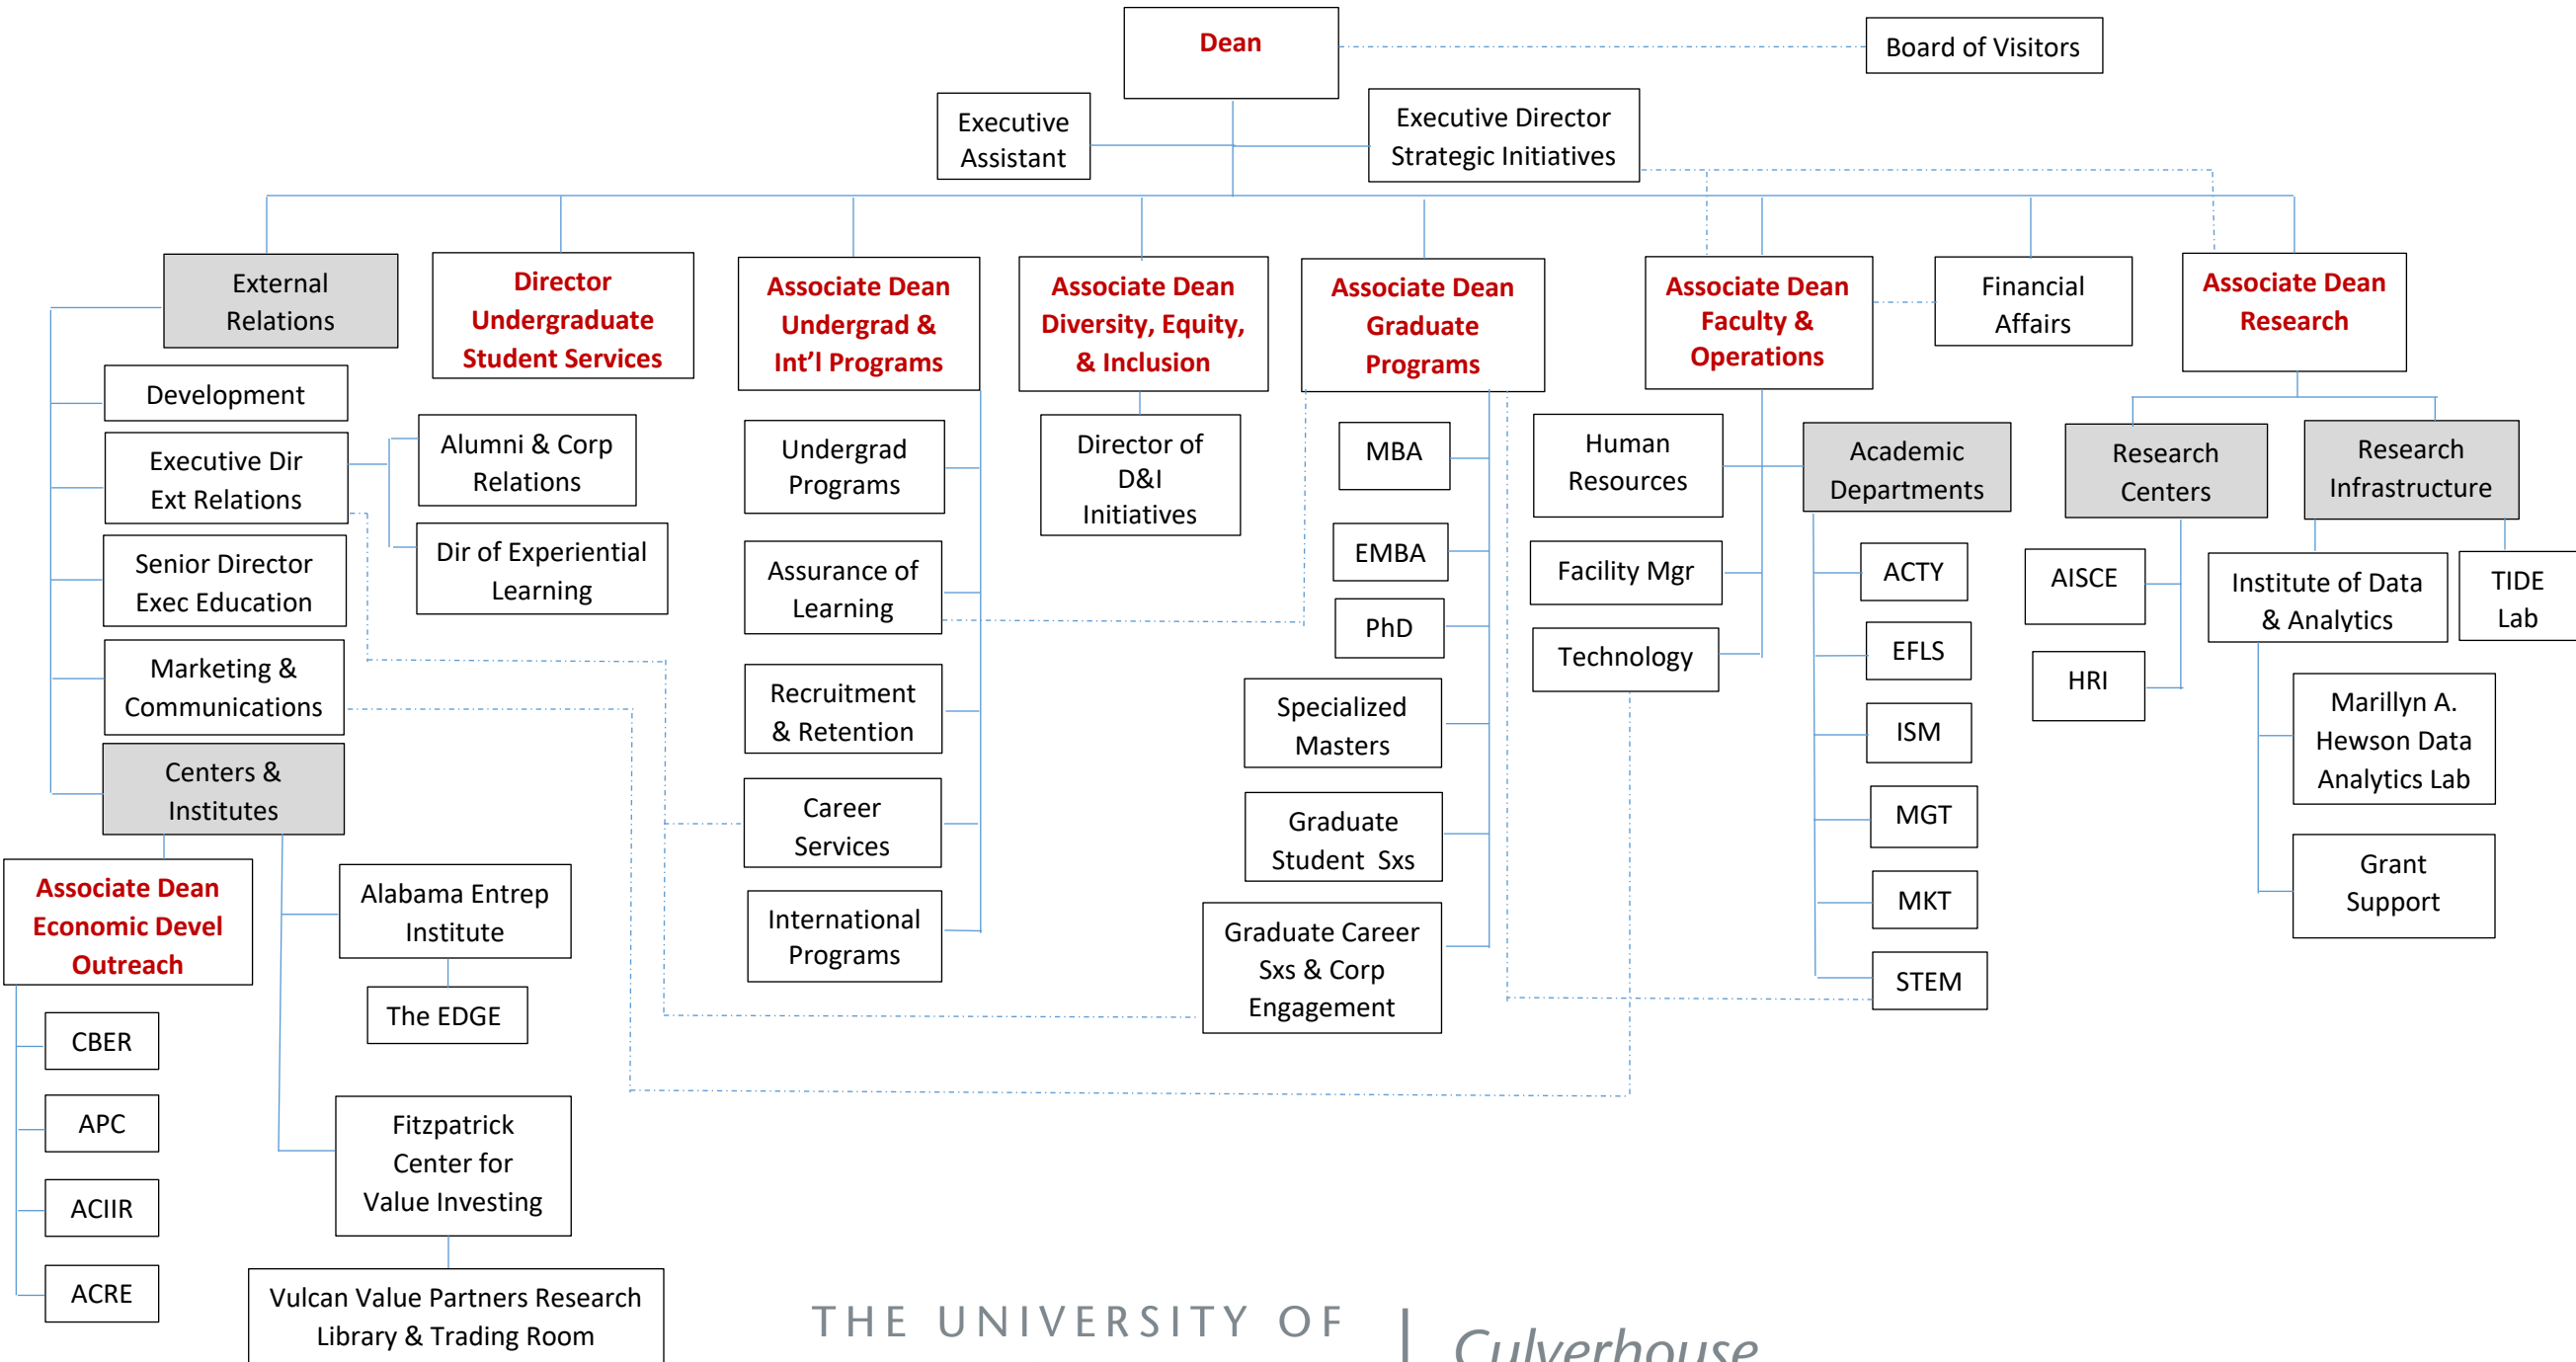 Dean
Board of Visitors
Executive
Assistant
Executive Director
Strategic Initiatives
External
Relations
Director
Undergraduate
Student Services
Associate Dean
Undergrad &
Int'l Programs
Associate Dean
Diversity, Equity,
& Inclusion
Associate Dean
Graduate
Programs
Associate Dean
Faculty &
Operations
Financial
Affairs
Associate Dean
Research
Development
Executive Dir
Ext Relations
Alumni & Corp
Relations
Dir of Experiential
Learning
Senior Director
Exec Education
Marketing &
Communications
Centers &
Institutes
Associate Dean
Economic Devel
Outreach
CBER
APC
ACIIR
ACRE
Alabama Entrep
Institute
The EDGE
Fitzpatrick
Center for
Value Investing
Vulcan Value Partners Research
Library & Trading Room
Undergrad
Programs
Assurance of
Learning
Recruitment
& Retention
Career
Services
International
Programs
Director of
D&I
Initiatives
MBA
EMBA
PhD
Specialized
Masters
Graduate
Student Sxs
Graduate Career
Sxs & Corp
Engagement
Human
Resources
Facility Mgr
Technology
Academic
Departments
ACTY
EFLS
ISM
MGT
MKT
STEM
Research
Centers
AISCE
HRI
Research
Infrastructure
Institute of Data
& Analytics
TIDE
Lab
Marillyn A.
Hewson Data
Analytics Lab
Grant
Support
THE UNIVERSITY OF
Culverhouse